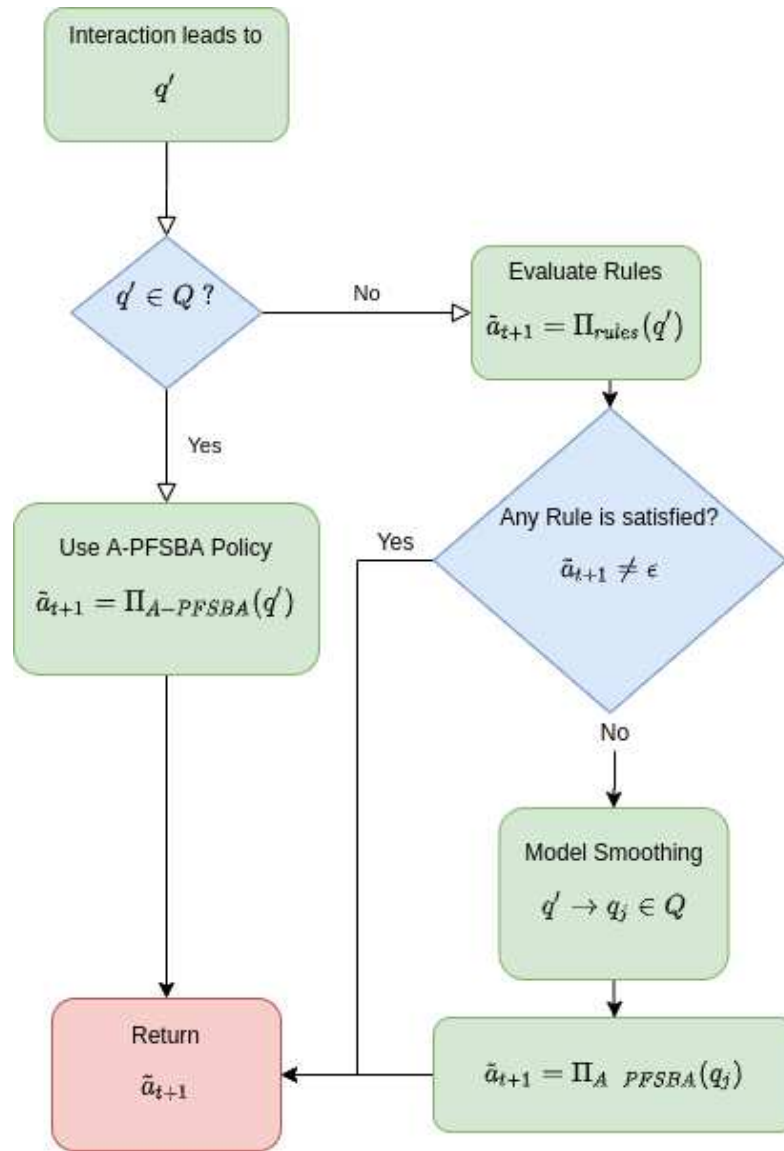 Interaction leads to
q′
q′ ∈ Q ?
No
Yes
Evaluate Rules
ã_{t+1} = Π_{rules}(q′)
Any Rule is satisfied?
ã_{t+1} ≠ ϵ
Yes
No
Use A-PFSBA Policy
ã_{t+1} = Π_{A−PFSBA}(q′)
Model Smoothing
q′ → q_j ∈ Q
ã_{t+1} = Π_{A PFSBA}(q_j)
Return
ã_{t+1}